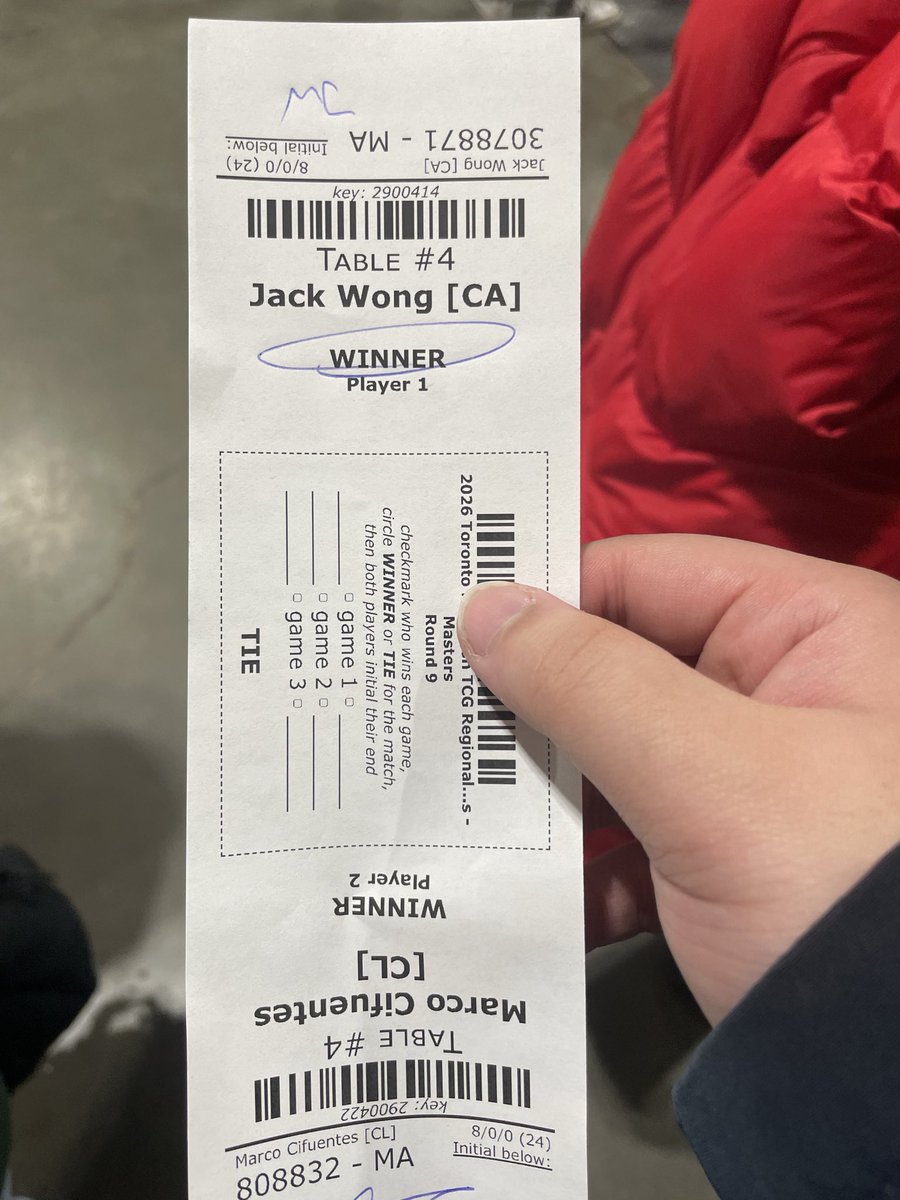 JW
3078871 - MA
Initial below:
Jack Wong [CA]
8/0/0 (24)
key: 2900414
TABLE #4
Jack Wong [CA]
WINNER
Player 1
2026 Toronto TCG Regional...s -
Masters
Round 9
checkmark who wins each game,
circle WINNER or TIE for the match,
then both players initial their end
game 1
game 2
game 3
TIE
Player 2
WINNER
Marco Cifuentes
[CL]
TABLE #4
key: 2900422
Marco Cifuentes [CL]
8/0/0 (24)
808832 - MA
Initial below: